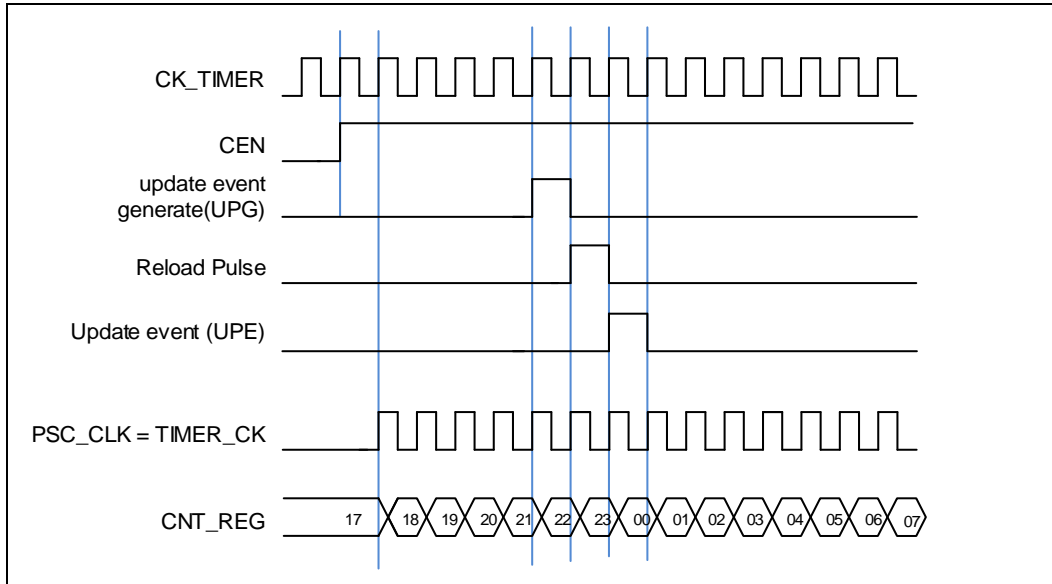 CK_TIMER
CEN
update event
generate(UPG)
Reload Pulse
Update event (UPE)
PSC_CLK = TIMER_CK
CNT_REG 17 18 19 20 21 22 23 00 01 02 03 04 05 06 07